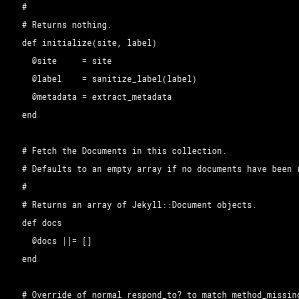 #
# Returns nothing.
def initialize(site, label)
@site     = site
@label    = sanitize_label(label)
@metadata = extract_metadata
end
# Fetch the Documents in this collection.
# Defaults to an empty array if no documents have been
#
# Returns an array of Jekyll::Document objects.
def docs
@docs ||= []
end
# Override of normal respond_to? to match method_missing